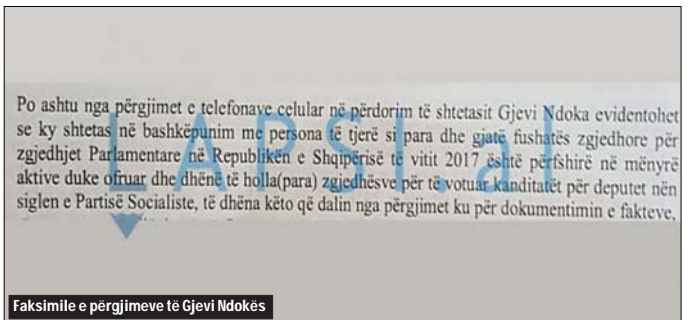 Po ashtu nga përgjimet e telefonave celular në përdorim të shtetasit Gjevi Ndoka evidentohet
se ky shtetas në bashkëpunim me persona të tjerë si para dhe gjatë fushatës zgjedhore për
zgjedhjet Parlamentare në Republikën e Shqipërisë të vitit 2017 është përfshirë në mënyrë
aktive duke ofruar dhe dhënë të holla(para) zgjedhësve për të votuar kanditatët për deputet nën
siglen e Partisë Socialiste, të dhëna këto që dalin nga përgjimet ku për dokumentimin e fakteve,
LAPSI.al
Faksimile e përgjimeve të Gjevi Ndokës